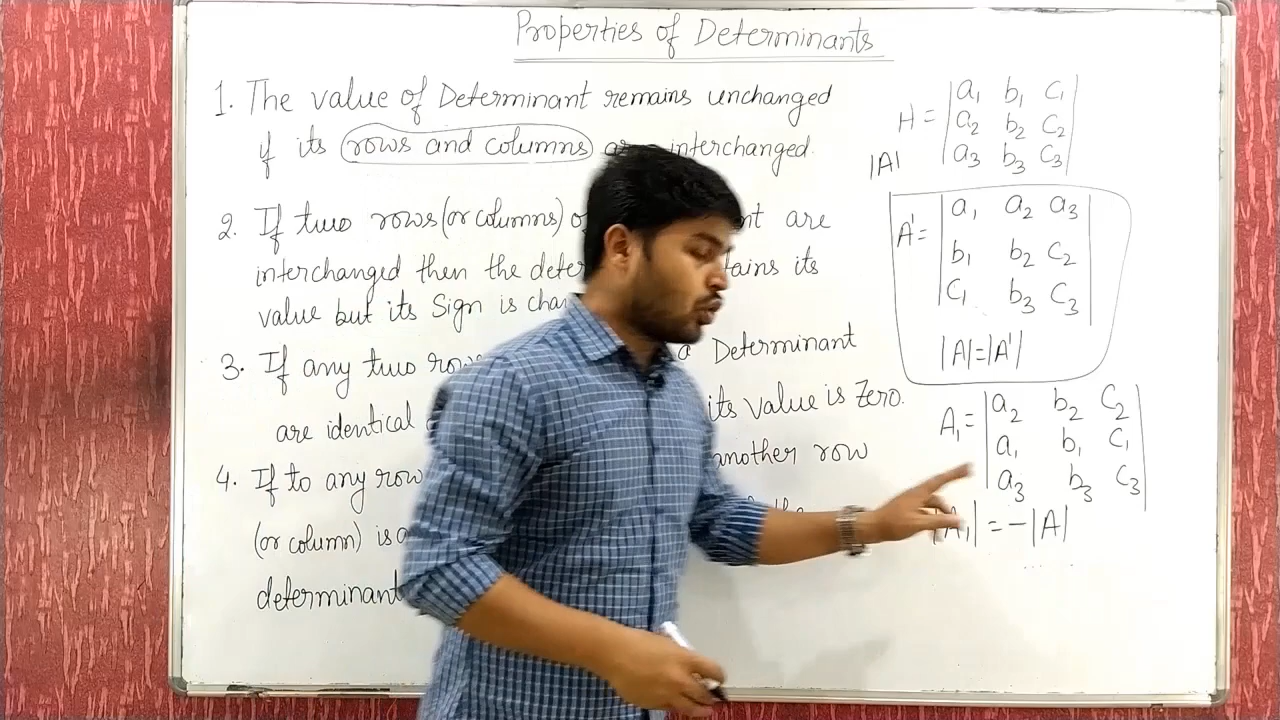 Properties of Determinants
1. The value of Determinant remains unchanged
if its rows and columns interchanged.
2. If two rows (or columns) are
interchanged then the its
value but its Sign is
3. If any two a Determinant
are identical its value is Zero.
4. If to any row another row
(or column) is
determinant
H = | a₁ b₁ c₁ |
| a₂ b₂ c₂ |
|A| | a₃ b₃ c₃ |
A' = | a₁ a₂ a₃ |
| b₁ b₂ c₂ |
| c₁ b₃ c₃ |
|A|=|A'|
A₁ = | a₂ b₂ c₂ |
| a₁ b₁ c₁ |
| a₃ b₃ c₃ |
|A₁| = -|A|